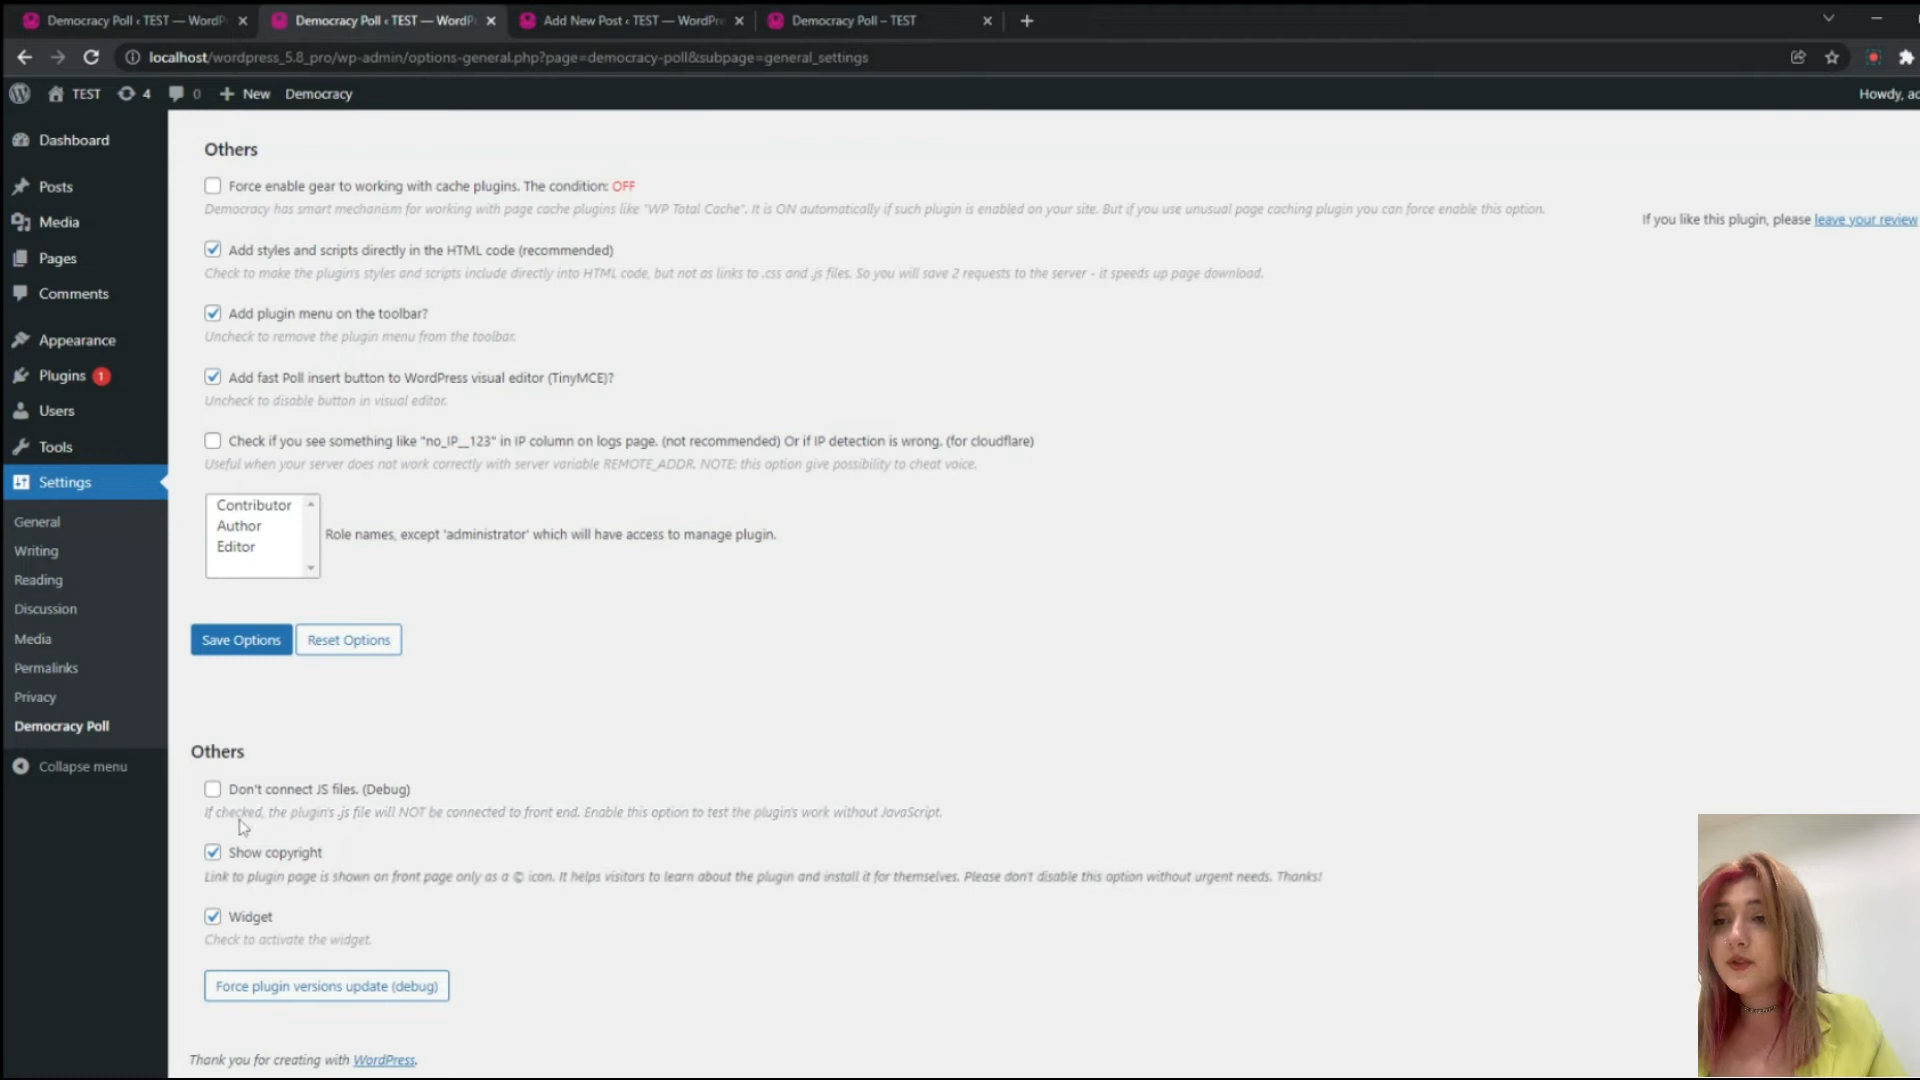 Democracy Poll ‹ TEST — WordP
Democracy Poll ‹ TEST — WordP
Add New Post ‹ TEST — WordPre
Democracy Poll – TEST
localhost/wordpress_5.8_pro/wp-admin/options-general.php?page=democracy-poll&subpage=general_settings
TEST
4
0
New
Democracy
Howdy, ac
Dashboard
Posts
Media
Pages
Comments
Appearance
Plugins 1
Users
Tools
Settings
General
Writing
Reading
Discussion
Media
Permalinks
Privacy
Democracy Poll
Collapse menu
Others
Force enable gear to working with cache plugins. The condition: OFF
Democracy has smart mechanism for working with page cache plugins like "WP Total Cache". It is ON automatically if such plugin is enabled on your site. But if you use unusual page caching plugin you can force enable this option.
If you like this plugin, please leave your review
Add styles and scripts directly in the HTML code (recommended)
Check to make the plugin's styles and scripts include directly into HTML code, but not as links to .css and .js files. So you will save 2 requests to the server - it speeds up page download.
Add plugin menu on the toolbar?
Uncheck to remove the plugin menu from the toolbar.
Add fast Poll insert button to WordPress visual editor (TinyMCE)?
Uncheck to disable button in visual editor.
Check if you see something like "no_IP__123" in IP column on logs page. (not recommended) Or if IP detection is wrong. (for cloudflare)
Useful when your server does not work correctly with server variable REMOTE_ADDR. NOTE: this option give possibility to cheat voice.
Contributor
Author
Editor
Role names, except 'administrator' which will have access to manage plugin.
Save Options
Reset Options
Others
Don't connect JS files. (Debug)
If checked, the plugin's .js file will NOT be connected to front end. Enable this option to test the plugin's work without JavaScript.
Show copyright
Link to plugin page is shown on front page only as a © icon. It helps visitors to learn about the plugin and install it for themselves. Please don't disable this option without urgent needs. Thanks!
Widget
Check to activate the widget.
Force plugin versions update (debug)
Thank you for creating with WordPress.